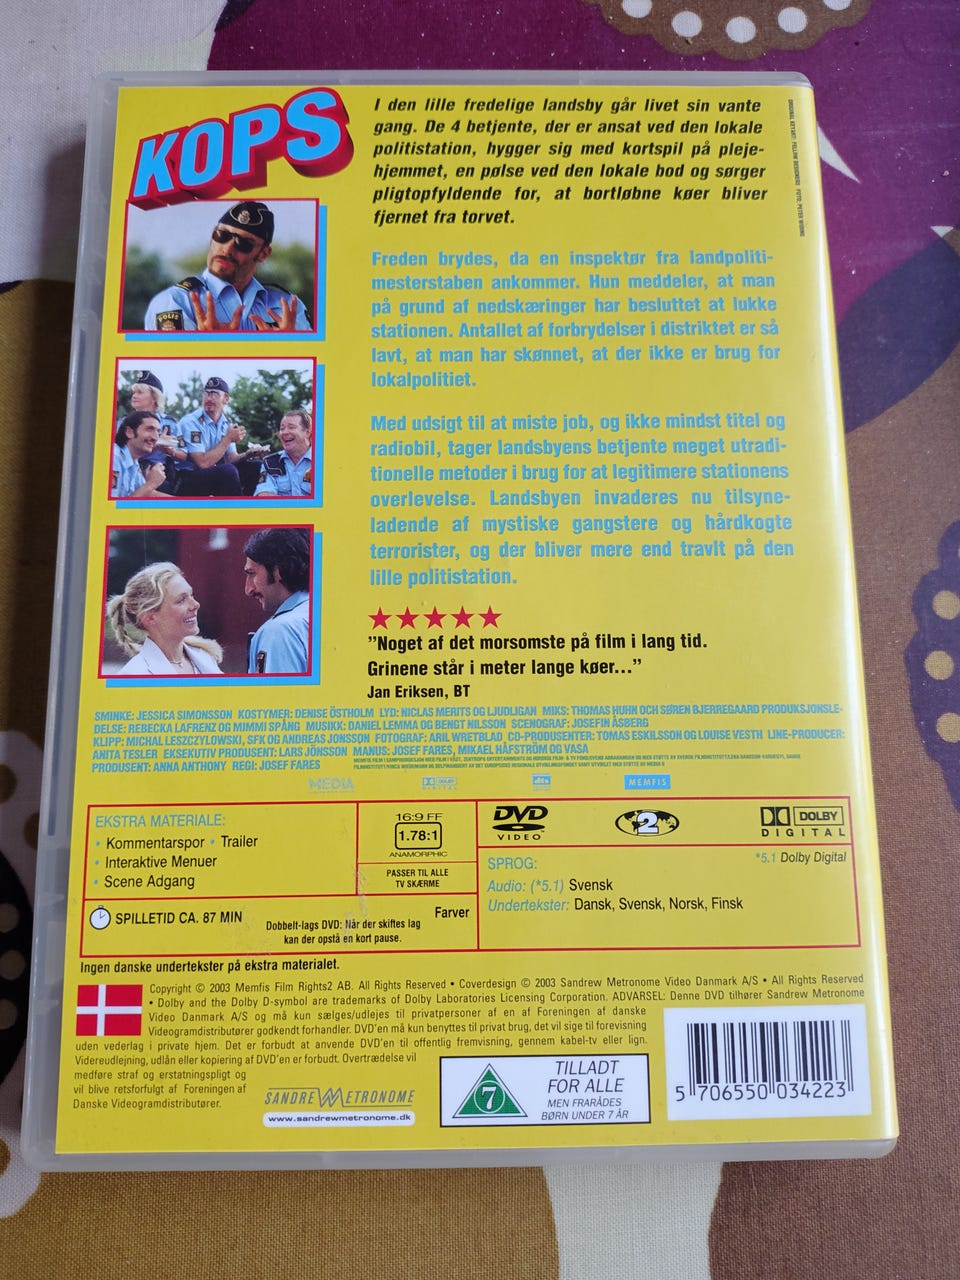 KOPS
I den lille fredelige landsby går livet sin vante
gang. De 4 betjente, der er ansat ved den lokale
politistation, hygger sig med kortspil på pleje-
hjemmet, en pølse ved den lokale bod og sørger
pligtopfyldende for, at bortløbne køer bliver
fjernet fra torvet.
Freden brydes, da en inspektør fra landpoliti-
mesterstaben ankommer. Hun meddeler, at man
på grund af nedskæringer har besluttet at lukke
stationen. Antallet af forbrydelser i distriktet er så
lavt, at man har skønnet, at der ikke er brug for
lokalpolitiet.
Med udsigt til at miste job, og ikke mindst titel og
radiobil, tager landsbyens betjente meget utradi-
tionelle metoder i brug for at legitimere stationens
overlevelse. Landsbyen invaderes nu tilsyne-
ladende af mystiske gangstere og hårdkogte
terrorister, og der bliver mere end travlt på den
lille politistation.
"Noget af det morsomste på film i lang tid.
Grinene står i meter lange køer..."
Jan Eriksen, BT
POLIS
SMINKE: JESSICA SIMONSSON KOSTYMER: DENISE ÖSTHOLM LYD: NICLAS MERITS OG LJUDLIGAN MIKS: THOMAS HUHN OCH SØREN BJERREGAARD PRODUKSJONSLE-
DELSE: REBECKA LAFRENZ OG MIMMI SPÅNG MUSIKK: DANIEL LEMMA OG BENGT NILSSON SCENOGRAF: JOSEFIN ÅSBERG
KLIPP: MICHAL LESZCZYLOWSKI, SFK OG ANDREAS JONSSON FOTOGRAF: ARIL WRETBLAD CO-PRODUCENTER: TOMAS ESKILSSON OG LOUISE VESTH LINE-PRODUCER:
ANITA TESLER EKSEKUTIV PRODUSENT: LARS JÖNSSON MANUS: JOSEF FARES, MIKAEL HÅFSTRÖM OG VASA
PRODUSENT: ANNA ANTHONY REGI: JOSEF FARES
MEDIA DOLBY DIGITAL dts MEMFIS
EKSTRA MATERIALE:
• Kommentarspor • Trailer
• Interaktive Menuer
• Scene Adgang
16:9 FF
1.78:1
ANAMORPHIC
PASSER TIL ALLE
TV SKÆRME
DVD
VIDEO
2
DOLBY
DIGITAL
*5.1 Dolby Digital
SPROG:
Audio: (*5.1) Svensk
Undertekster: Dansk, Svensk, Norsk, Finsk
SPILLETID CA. 87 MIN
Farver
Dobbelt-lags DVD: Når der skiftes lag
kan der opstå en kort pause.
Ingen danske undertekster på ekstra materialet.
Copyright © 2003 Memfis Film Rights2 AB. All Rights Reserved • Coverdesign © 2003 Sandrew Metronome Video Danmark A/S • All Rights Reserved
• Dolby and the Dolby D-symbol are trademarks of Dolby Laboratories Licensing Corporation. ADVARSEL: Denne DVD tilhører Sandrew Metronome
Video Danmark A/S og må kun sælges/udlejes til privatpersoner af en af Foreningen af danske
Videogramdistributører godkendt forhandler. DVD'en må kun benyttes til privat brug, det vil sige til forevisning
uden vederlag i private hjem. Det er forbudt at anvende DVD'en til offentlig fremvisning, gennem kabel-tv eller lign.
Videreudlejning, udlån eller kopiering af DVD'en er forbudt. Overtrædelse vil
medføre straf og erstatningspligt og
vil blive retsforfulgt af Foreningen af
Danske Videogramdistributører.
SANDREW METRONOME
www.sandrewmetronome.dk
7
TILLADT
FOR ALLE
MEN FRARÅDES
BØRN UNDER 7 ÅR
5 706550 034223